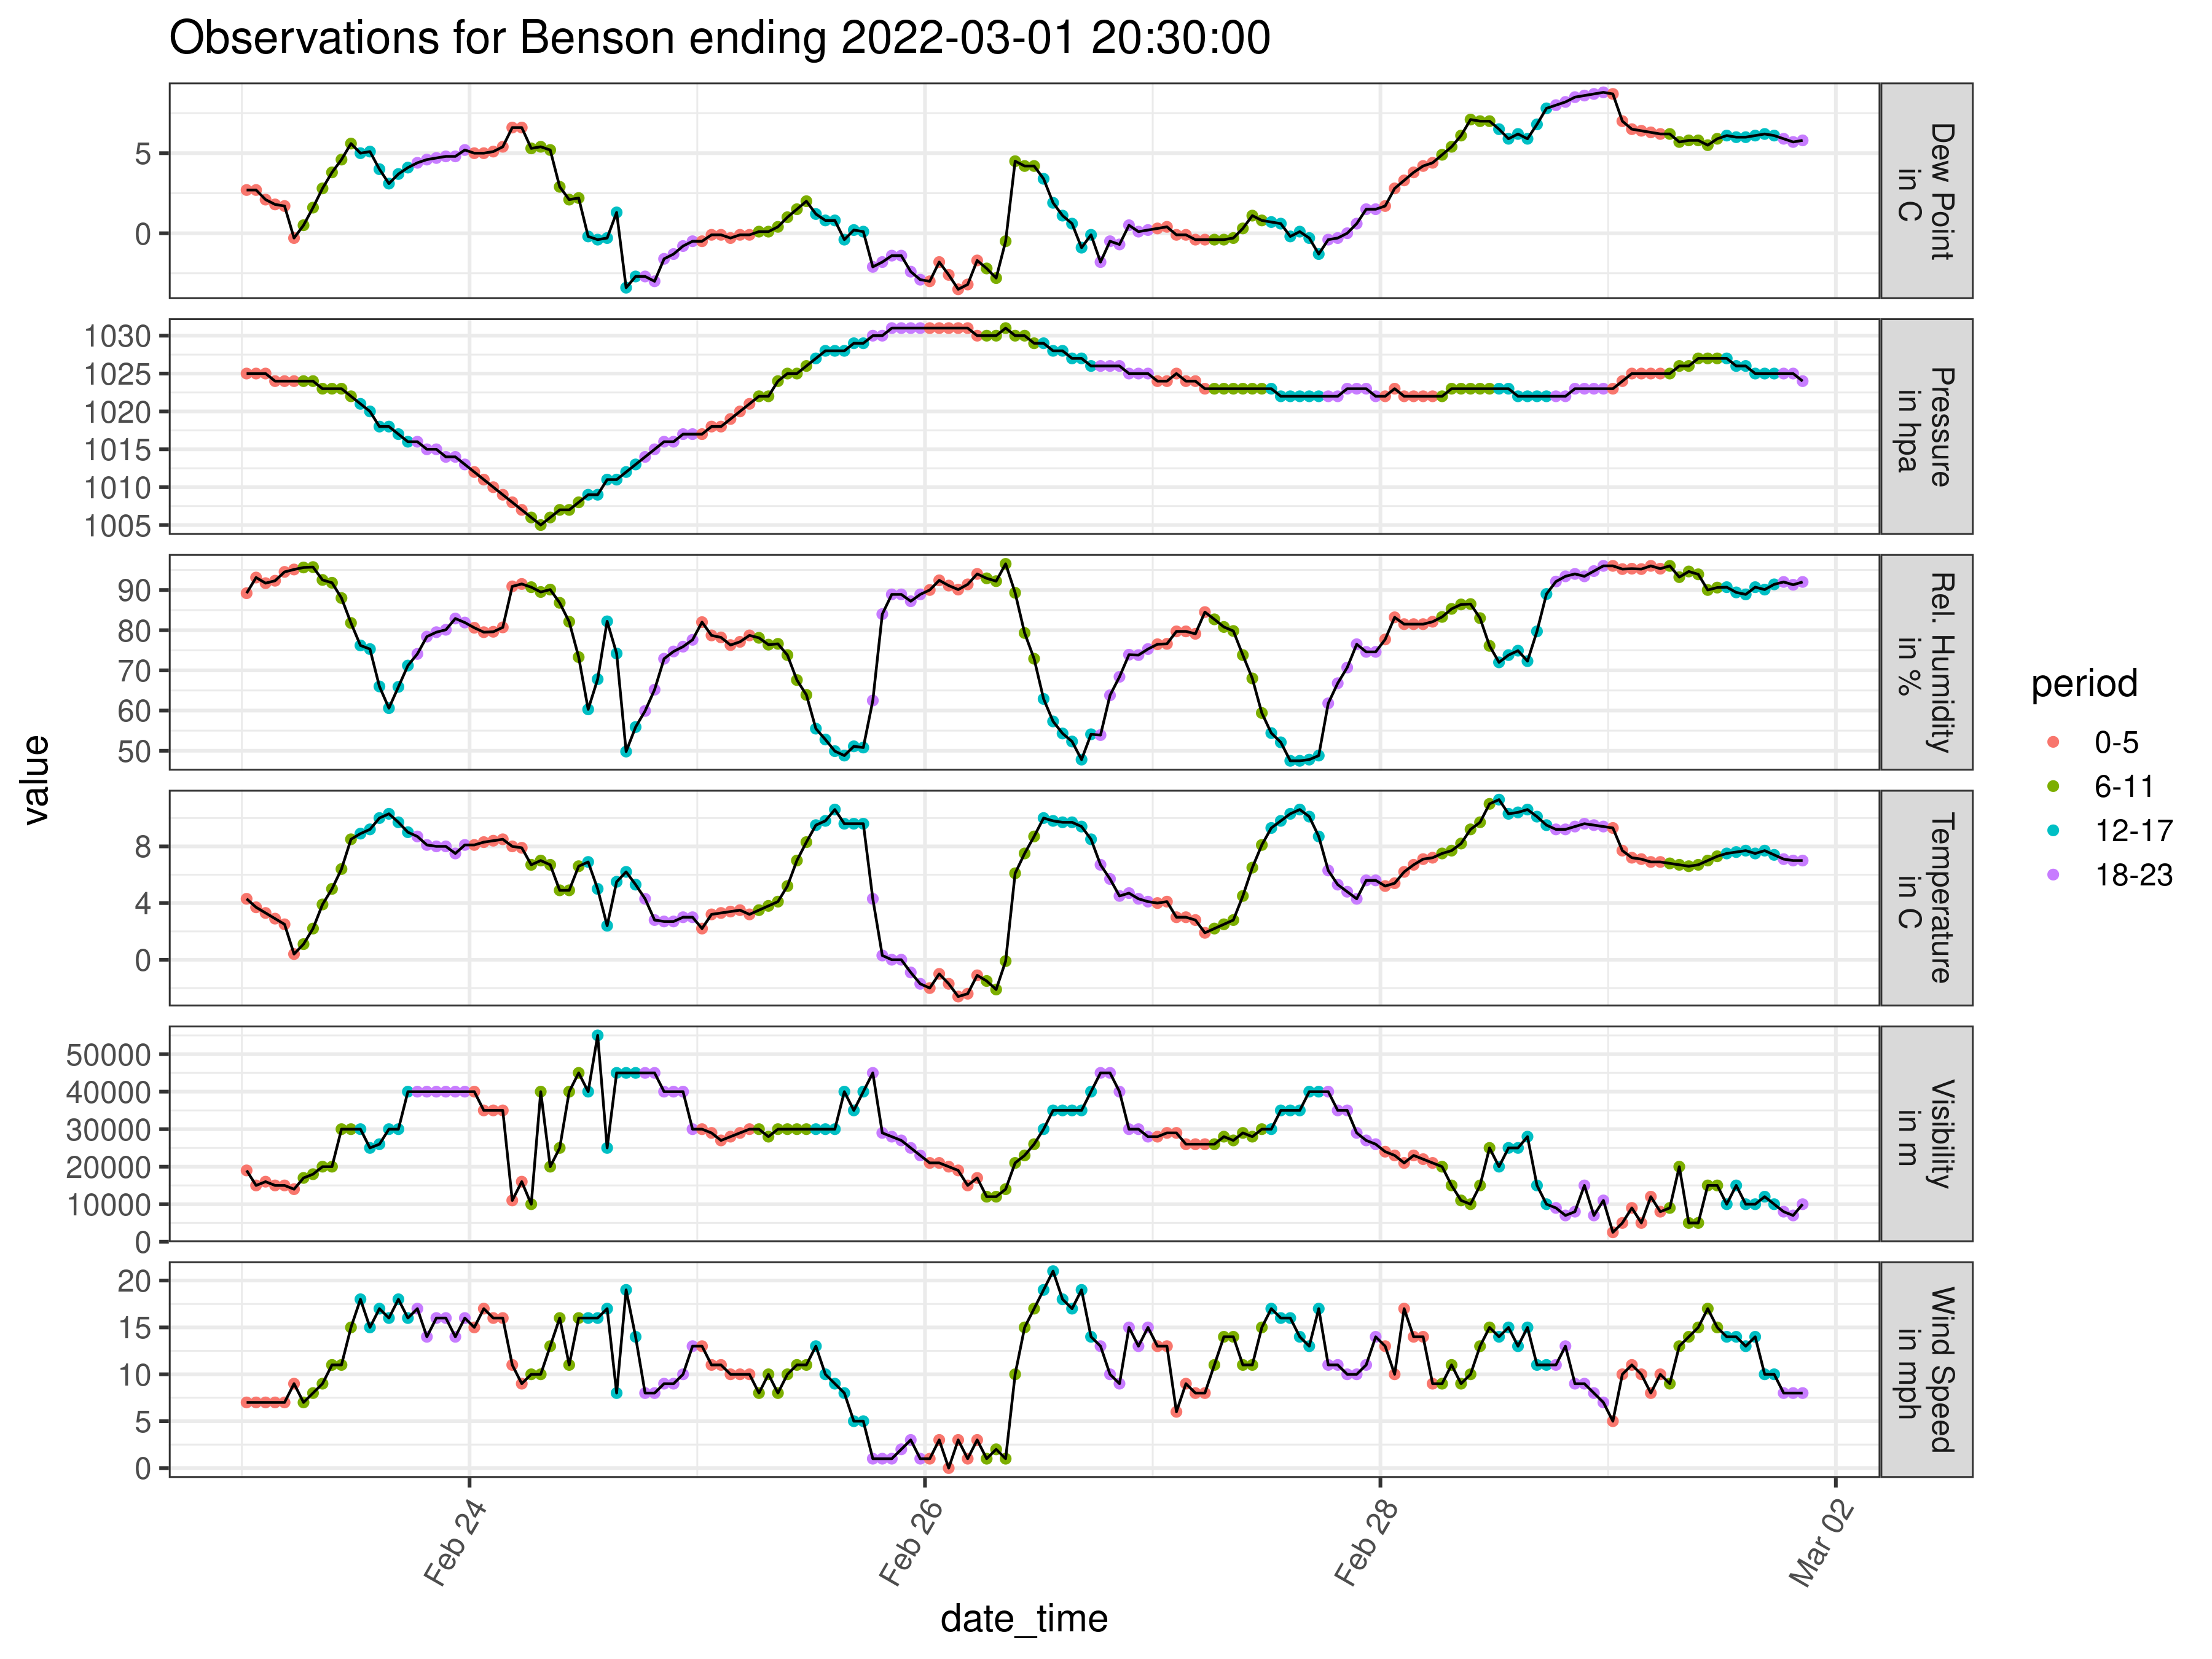 Observations for Benson ending 2022-03-01 20:30:00
value
5
0
Dew Point
in C
1030
1025
1020
1015
1010
1005
Pressure
in hpa
90
80
70
60
50
Rel. Humidity
in %
8
4
0
Temperature
in C
50000
40000
30000
20000
10000
0
Visibility
in m
20
15
10
5
0
Wind Speed
in mph
Feb 24
Feb 26
Feb 28
Mar 02
date_time
period
0-5
6-11
12-17
18-23